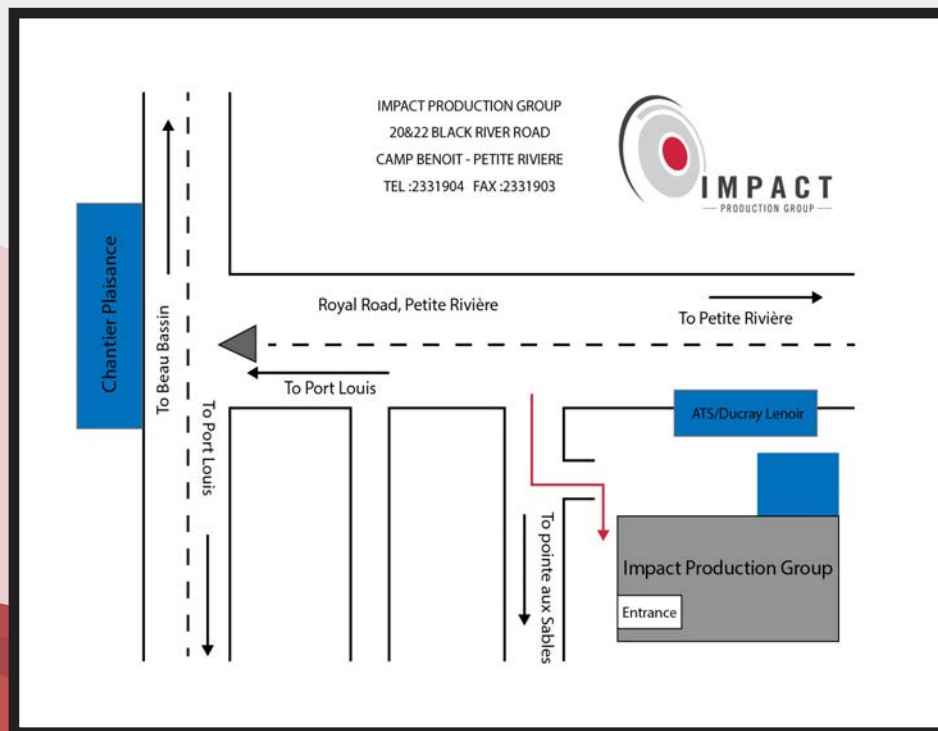 IMPACT PRODUCTION GROUP
20&22 BLACK RIVER ROAD
CAMP BENOIT - PETITE RIVIERE
TEL :2331904 FAX :2331903
IMPACT
PRODUCTION GROUP
Chantier Plaisance
To Beau Bassin
Royal Road, Petite Rivière
To Petite Rivière
To Port Louis
To Port Louis
ATS/Ducray Lenoir
To pointe aux Sables
Impact Production Group
Entrance